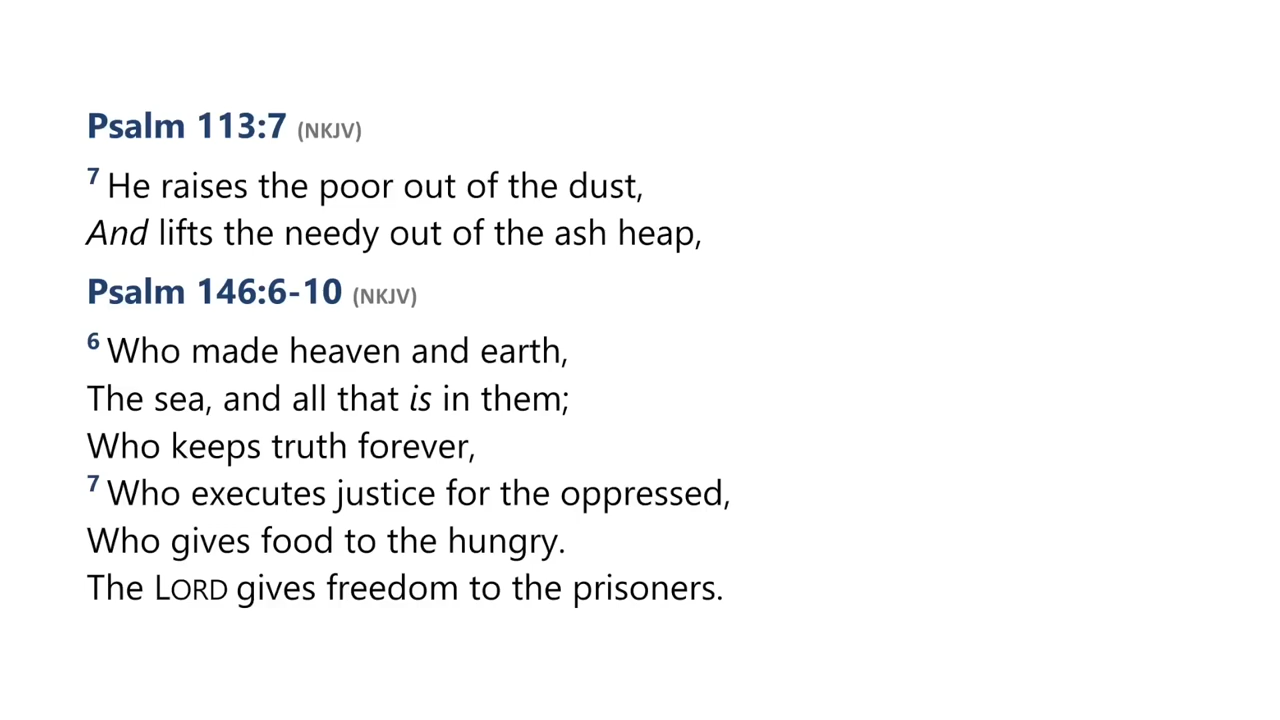 Psalm 113:7 (NKJV)
7 He raises the poor out of the dust,
And lifts the needy out of the ash heap,
Psalm 146:6-10 (NKJV)
6 Who made heaven and earth,
The sea, and all that is in them;
Who keeps truth forever,
7 Who executes justice for the oppressed,
Who gives food to the hungry.
The LORD gives freedom to the prisoners.